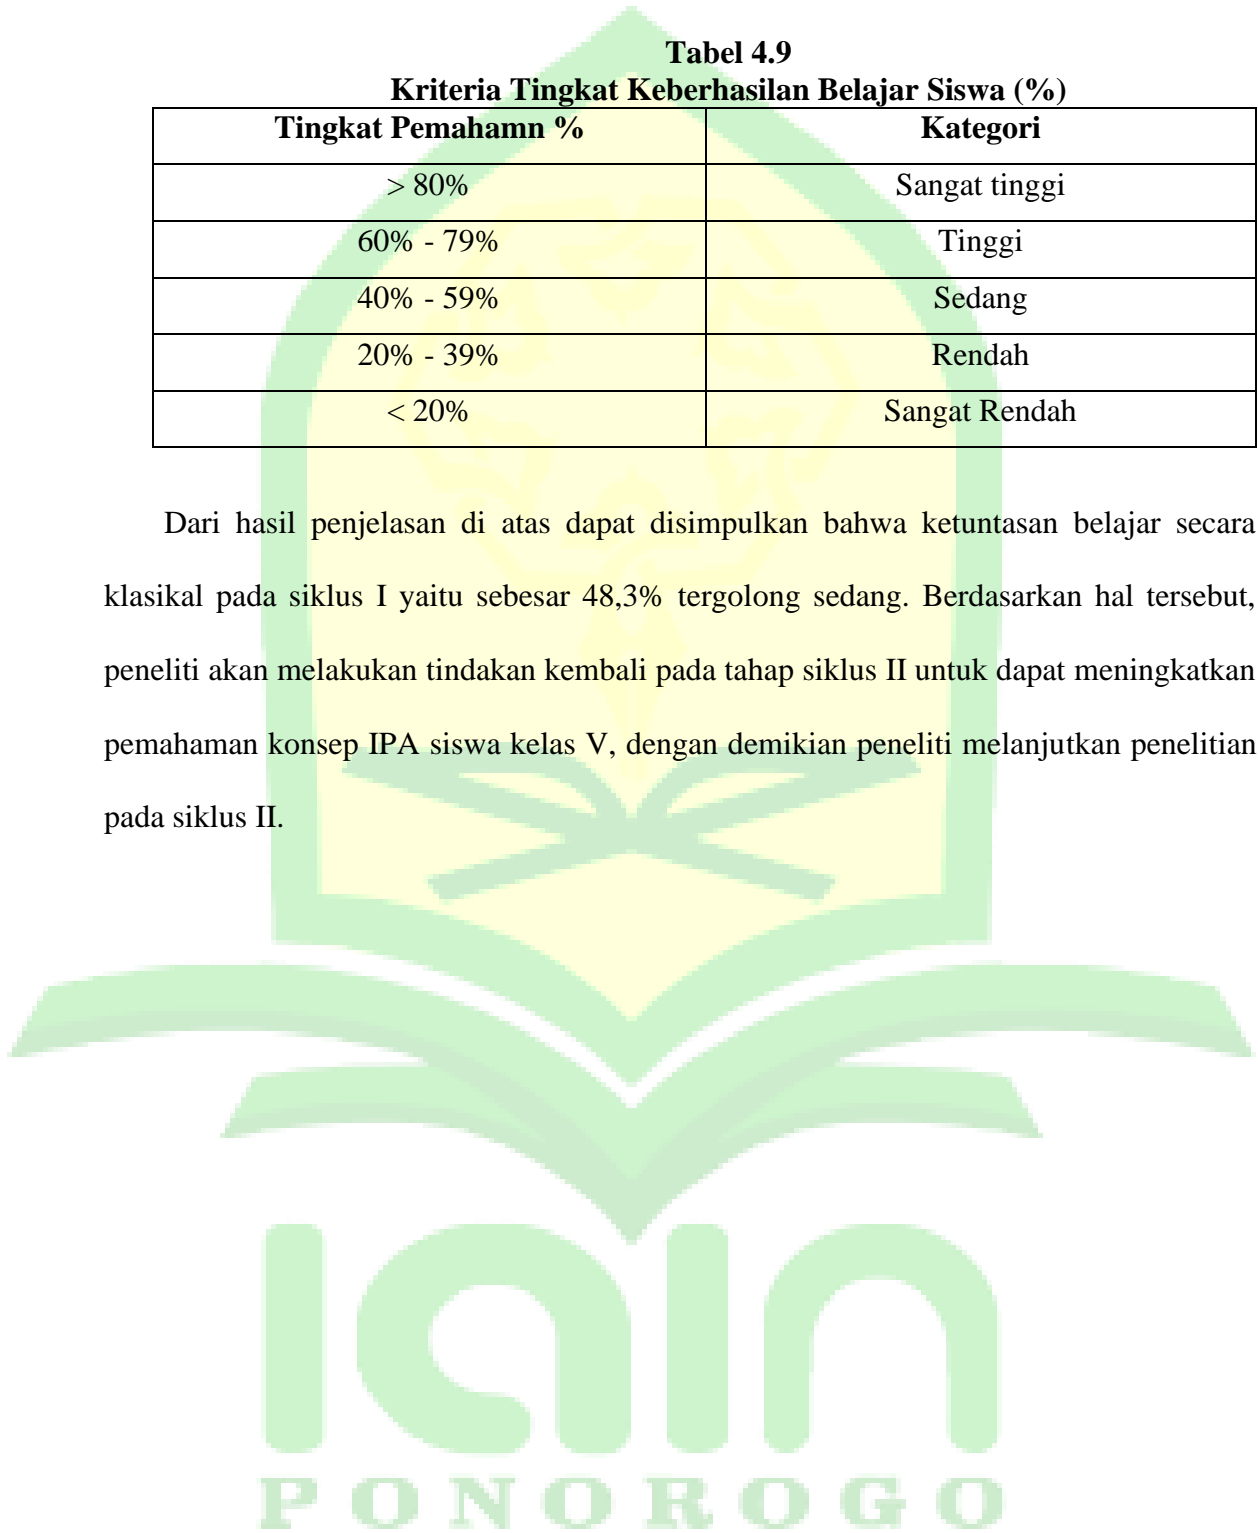 Tabel 4.9
Kriteria Tingkat Keberhasilan Belajar Siswa (%)
Tingkat Pemahamn % Kategori
> 80% Sangat tinggi
60% - 79% Tinggi
40% - 59% Sedang
20% - 39% Rendah
< 20% Sangat Rendah
Dari hasil penjelasan di atas dapat disimpulkan bahwa ketuntasan belajar secara
klasikal pada siklus I yaitu sebesar 48,3% tergolong sedang. Berdasarkan hal tersebut,
peneliti akan melakukan tindakan kembali pada tahap siklus II untuk dapat meningkatkan
pemahaman konsep IPA siswa kelas V, dengan demikian peneliti melanjutkan penelitian
pada siklus II.
iain
PONOROGO